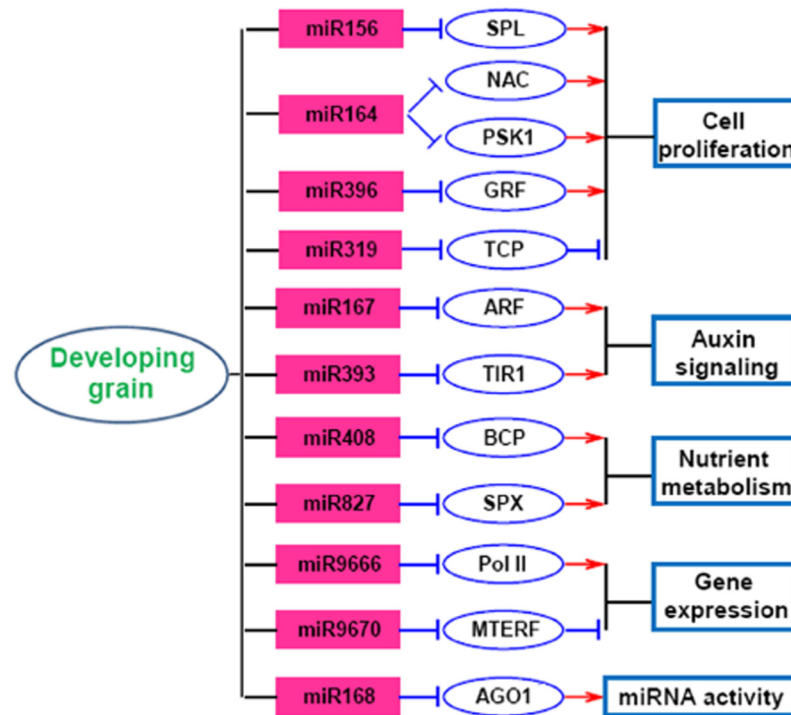 miR156
SPL
NAC
miR164
PSK1
Cell
proliferation
miR396
GRF
miR319
TCP
miR167
ARF
Auxin
signaling
Developing
grain
miR393
TIR1
miR408
BCP
Nutrient
metabolism
miR827
SPX
miR9666
Pol II
Gene
expression
miR9670
MTERF
miR168
AGO1
miRNA activity